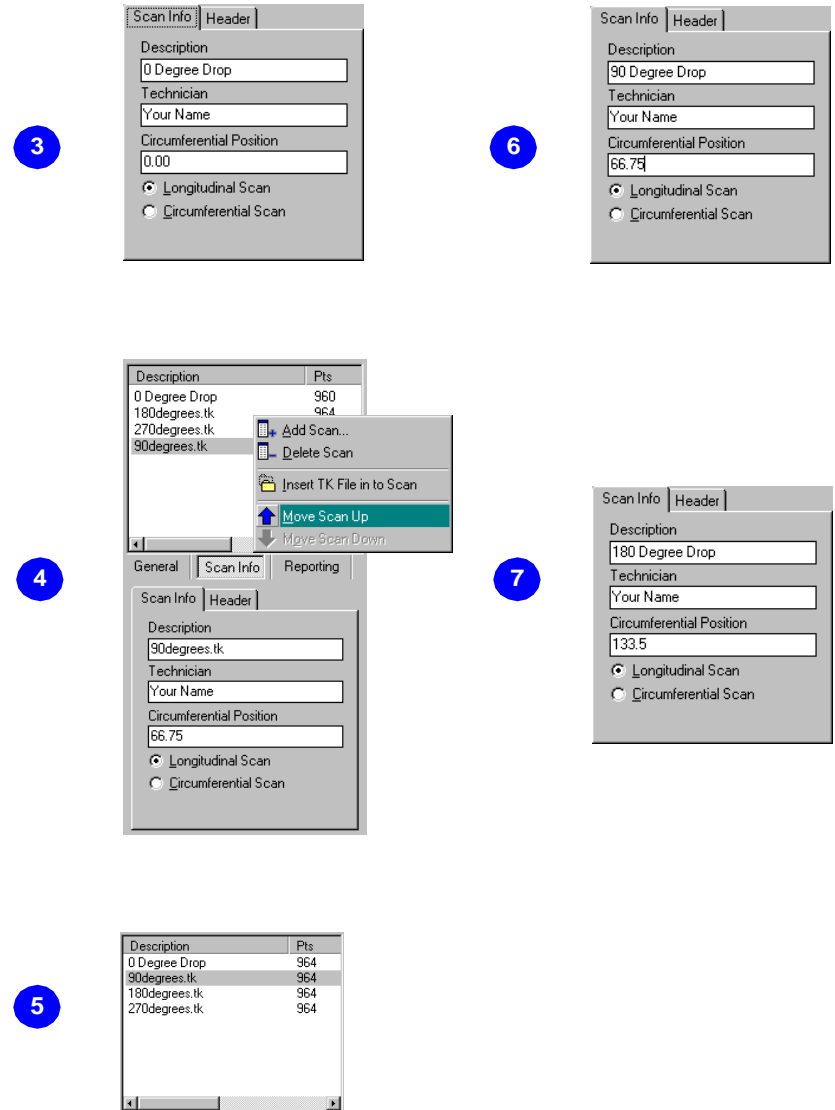 3
Scan Info Header
Description
0 Degree Drop
Technician
Your Name
Circumferential Position
0.00
Longitudinal Scan
Circumferential Scan
4
Description Pts
0 Degree Drop 960
180degrees.tk 964
270degrees.tk
90degrees.tk
Add Scan...
Delete Scan
Insert TK File in to Scan
Move Scan Up
Move Scan Down
General Scan Info Reporting
Scan Info Header
Description
90degrees.tk
Technician
Your Name
Circumferential Position
66.75
Longitudinal Scan
Circumferential Scan
5
Description Pts
0 Degree Drop 964
90degrees.tk 964
180degrees.tk 964
270degrees.tk 964
6
Scan Info Header
Description
90 Degree Drop
Technician
Your Name
Circumferential Position
66.75
Longitudinal Scan
Circumferential Scan
7
Scan Info Header
Description
180 Degree Drop
Technician
Your Name
Circumferential Position
133.5
Longitudinal Scan
Circumferential Scan